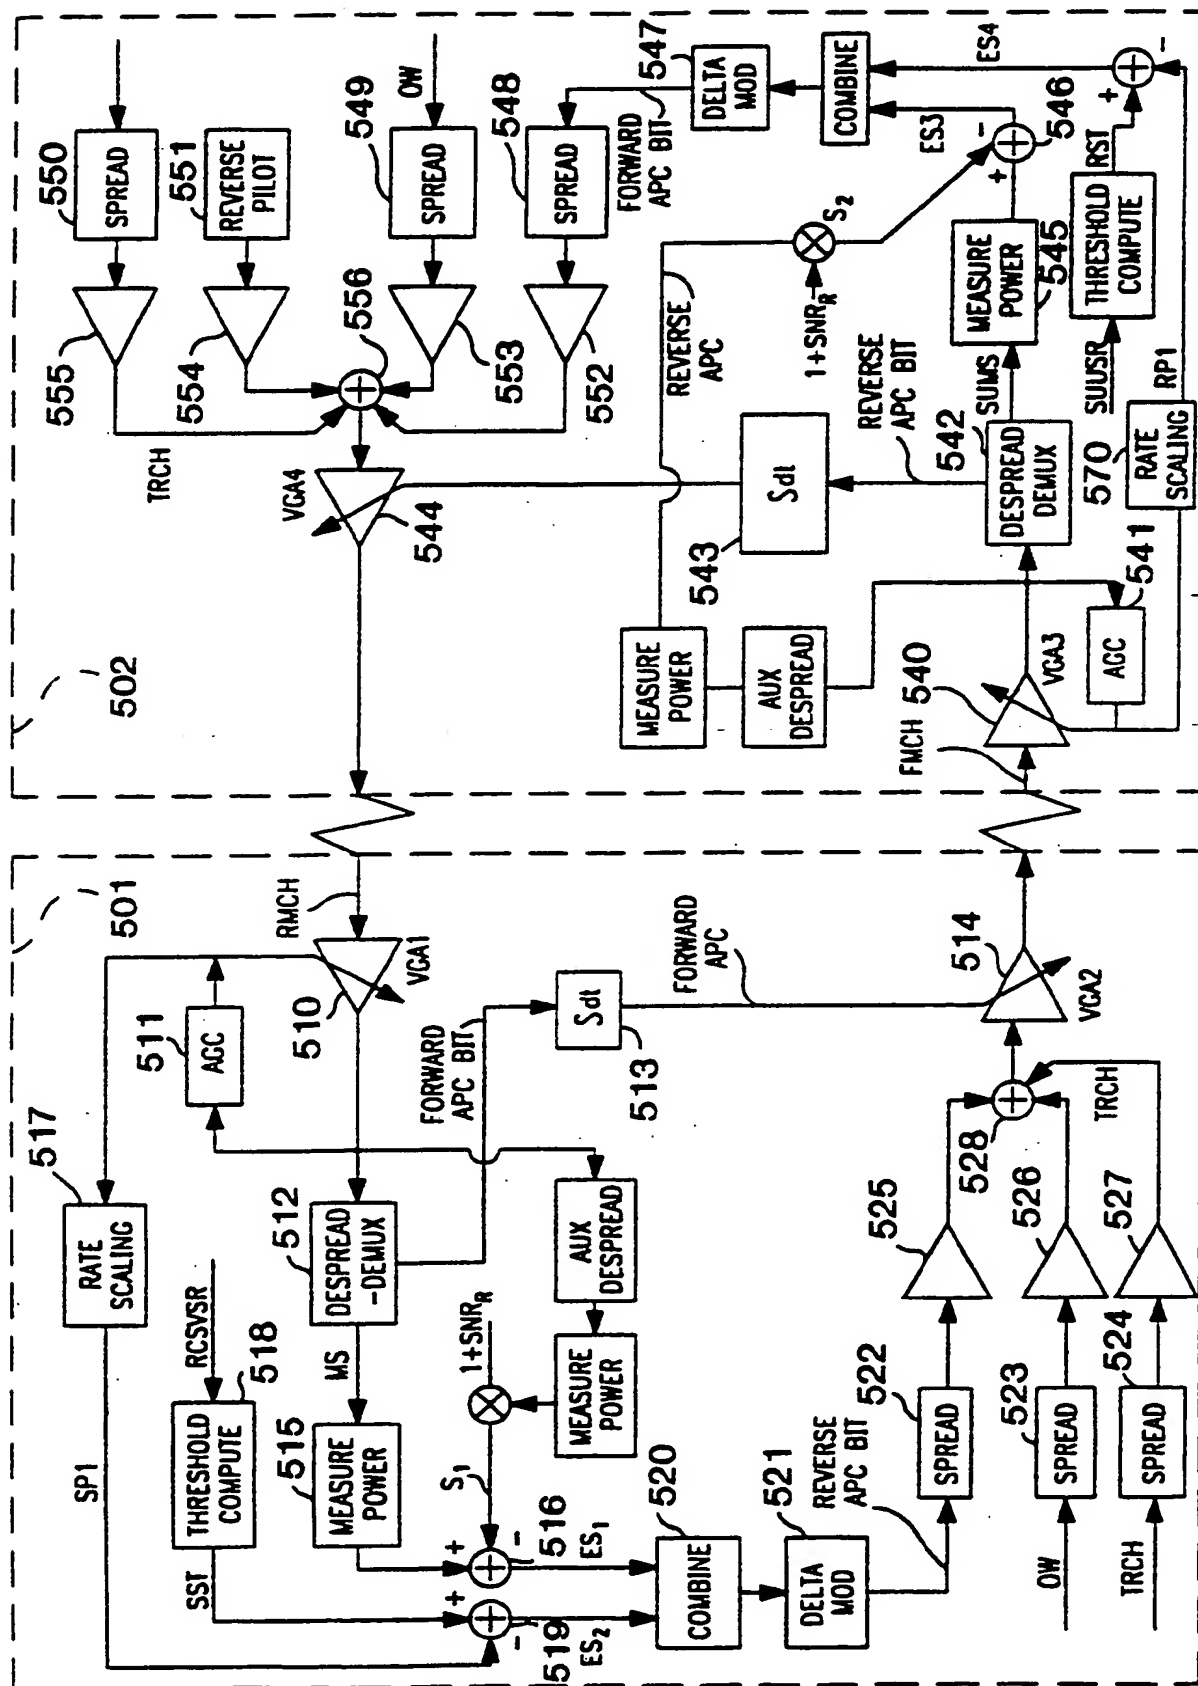 501
517
RATE
SCALING
SP1
511
AGC
RMCH
510
VGA1
RCSVSR
518
THRESHOLD
COMPUTE
SST
512
DESPREAD
-DEMUX
MS
515
MEASURE
POWER
FORWARD
APC BIT
∫dt
513
FORWARD
APC
AUX
DESPREAD
MEASURE
POWER
1+SNRR
S1
+
-
516
ES1
+
-
519
ES2
520
COMBINE
521
DELTA
MOD
REVERSE
APC BIT
522
SPREAD
525
OW
523
SPREAD
526
TRCH
524
SPREAD
527
TRCH
528
514
VGA2
502
550
SPREAD
555
TRCH
551
REVERSE
PILOT
554
OW
549
SPREAD
553
548
SPREAD
552
556
VGA4
544
547
DELTA
MOD
FORWARD
APC BIT
COMBINE
ES3
ES4
REVERSE
APC
1+SNRR
S2
MEASURE
POWER
AUX
DESPREAD
543
∫dt
REVERSE
APC BIT
FMCH
540
VGA3
AGC
541
542
DESPREAD
DEMUX
SUMS
MEASURE
POWER
545
+
-
546
SUUSR
THRESHOLD
COMPUTE
RST
+
-
570
RATE
SCALING
RP1